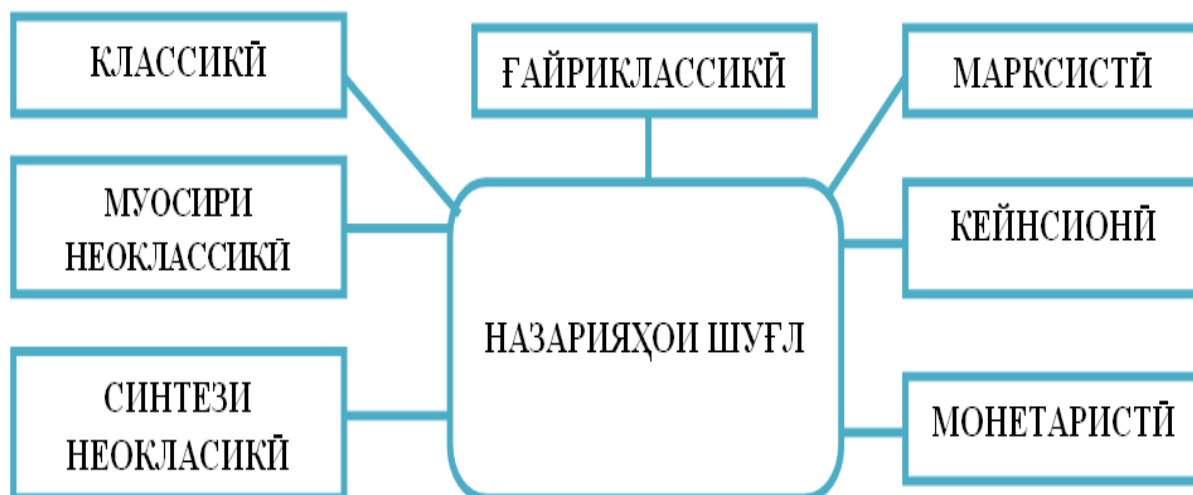 КЛАССИКӢ
ҒАЙРИКЛАССИКӢ
МАРКСИСТӢ
МУОСИРИ
НЕОКЛАССИКӢ
КЕЙНСИОНӢ
НАЗАРИЯҲОИ ШУҒЛ
СИНТЕЗИ
НЕОКЛАСИКӢ
МОНЕТАРИСТӢ